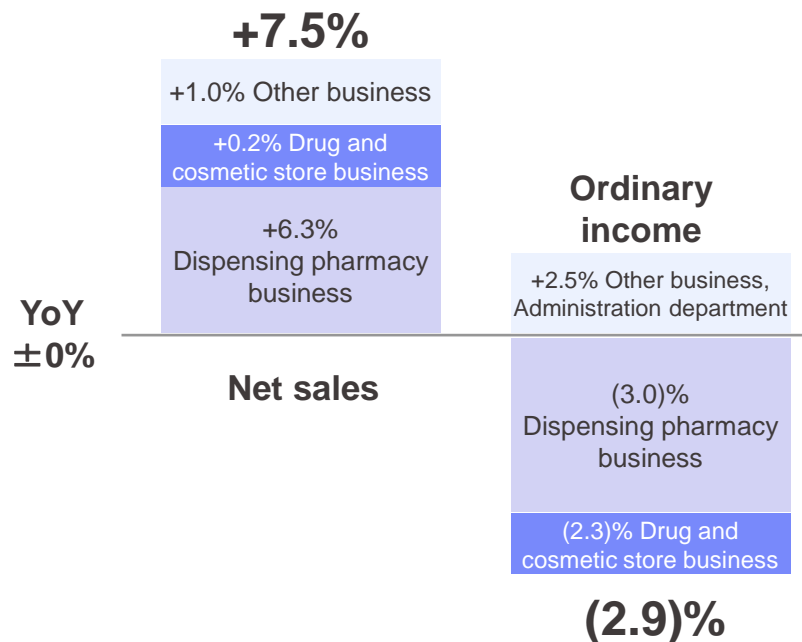 +7.5%
+1.0% Other business
+0.2% Drug and
cosmetic store business
+6.3%
Dispensing pharmacy
business
YoY
±0%
Net sales
Ordinary
income
+2.5% Other business,
Administration department
(3.0)%
Dispensing pharmacy
business
(2.3)% Drug and
cosmetic store business
(2.9)%